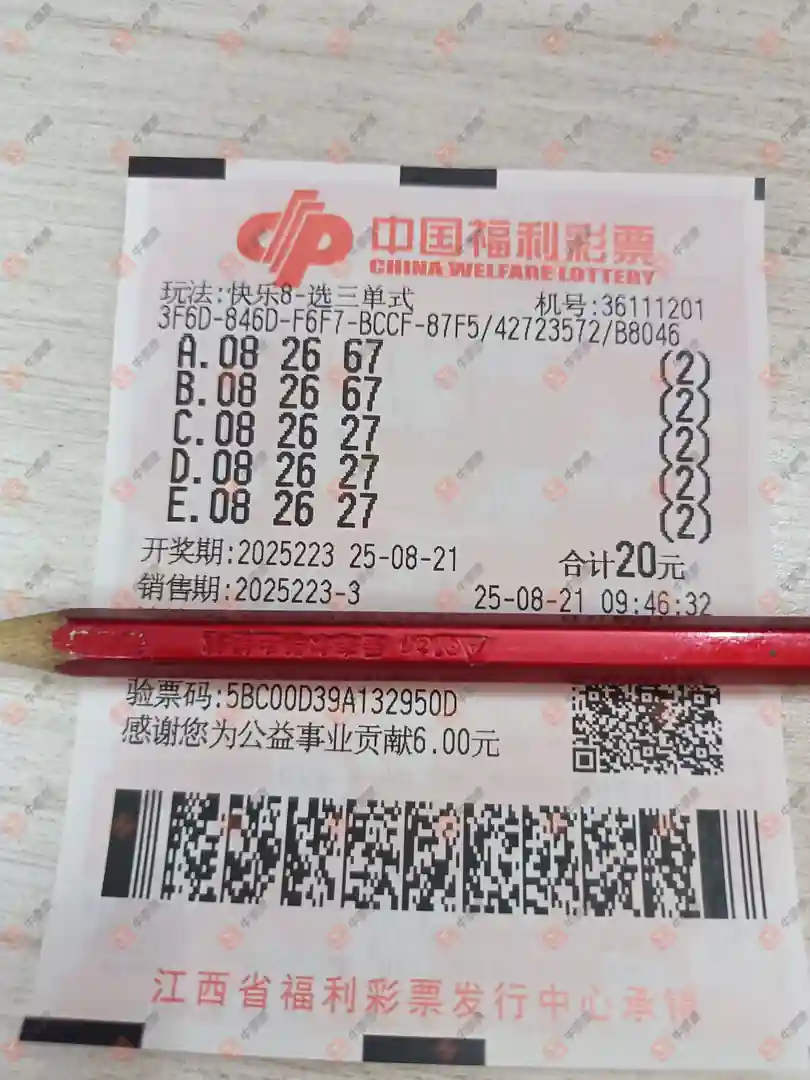 中国福利彩票
CHINA WELFARE LOTTERY
玩法:快乐8-选三单式 机号:36111201
3F6D-846D-F6F7-BCCF-87F5/42723572/B8046
A.08 26 67 (2)
B.08 26 67 (2)
C.08 26 27 (2)
D.08 26 27 (2)
E.08 26 27 (2)
开奖期:2025223 25-08-21 合计20元
销售期:2025223-3 25-08-21 09:46:32
验票码:5BC00D39A132950D
感谢您为公益事业贡献6.00元
江西省福利彩票发行中心承销